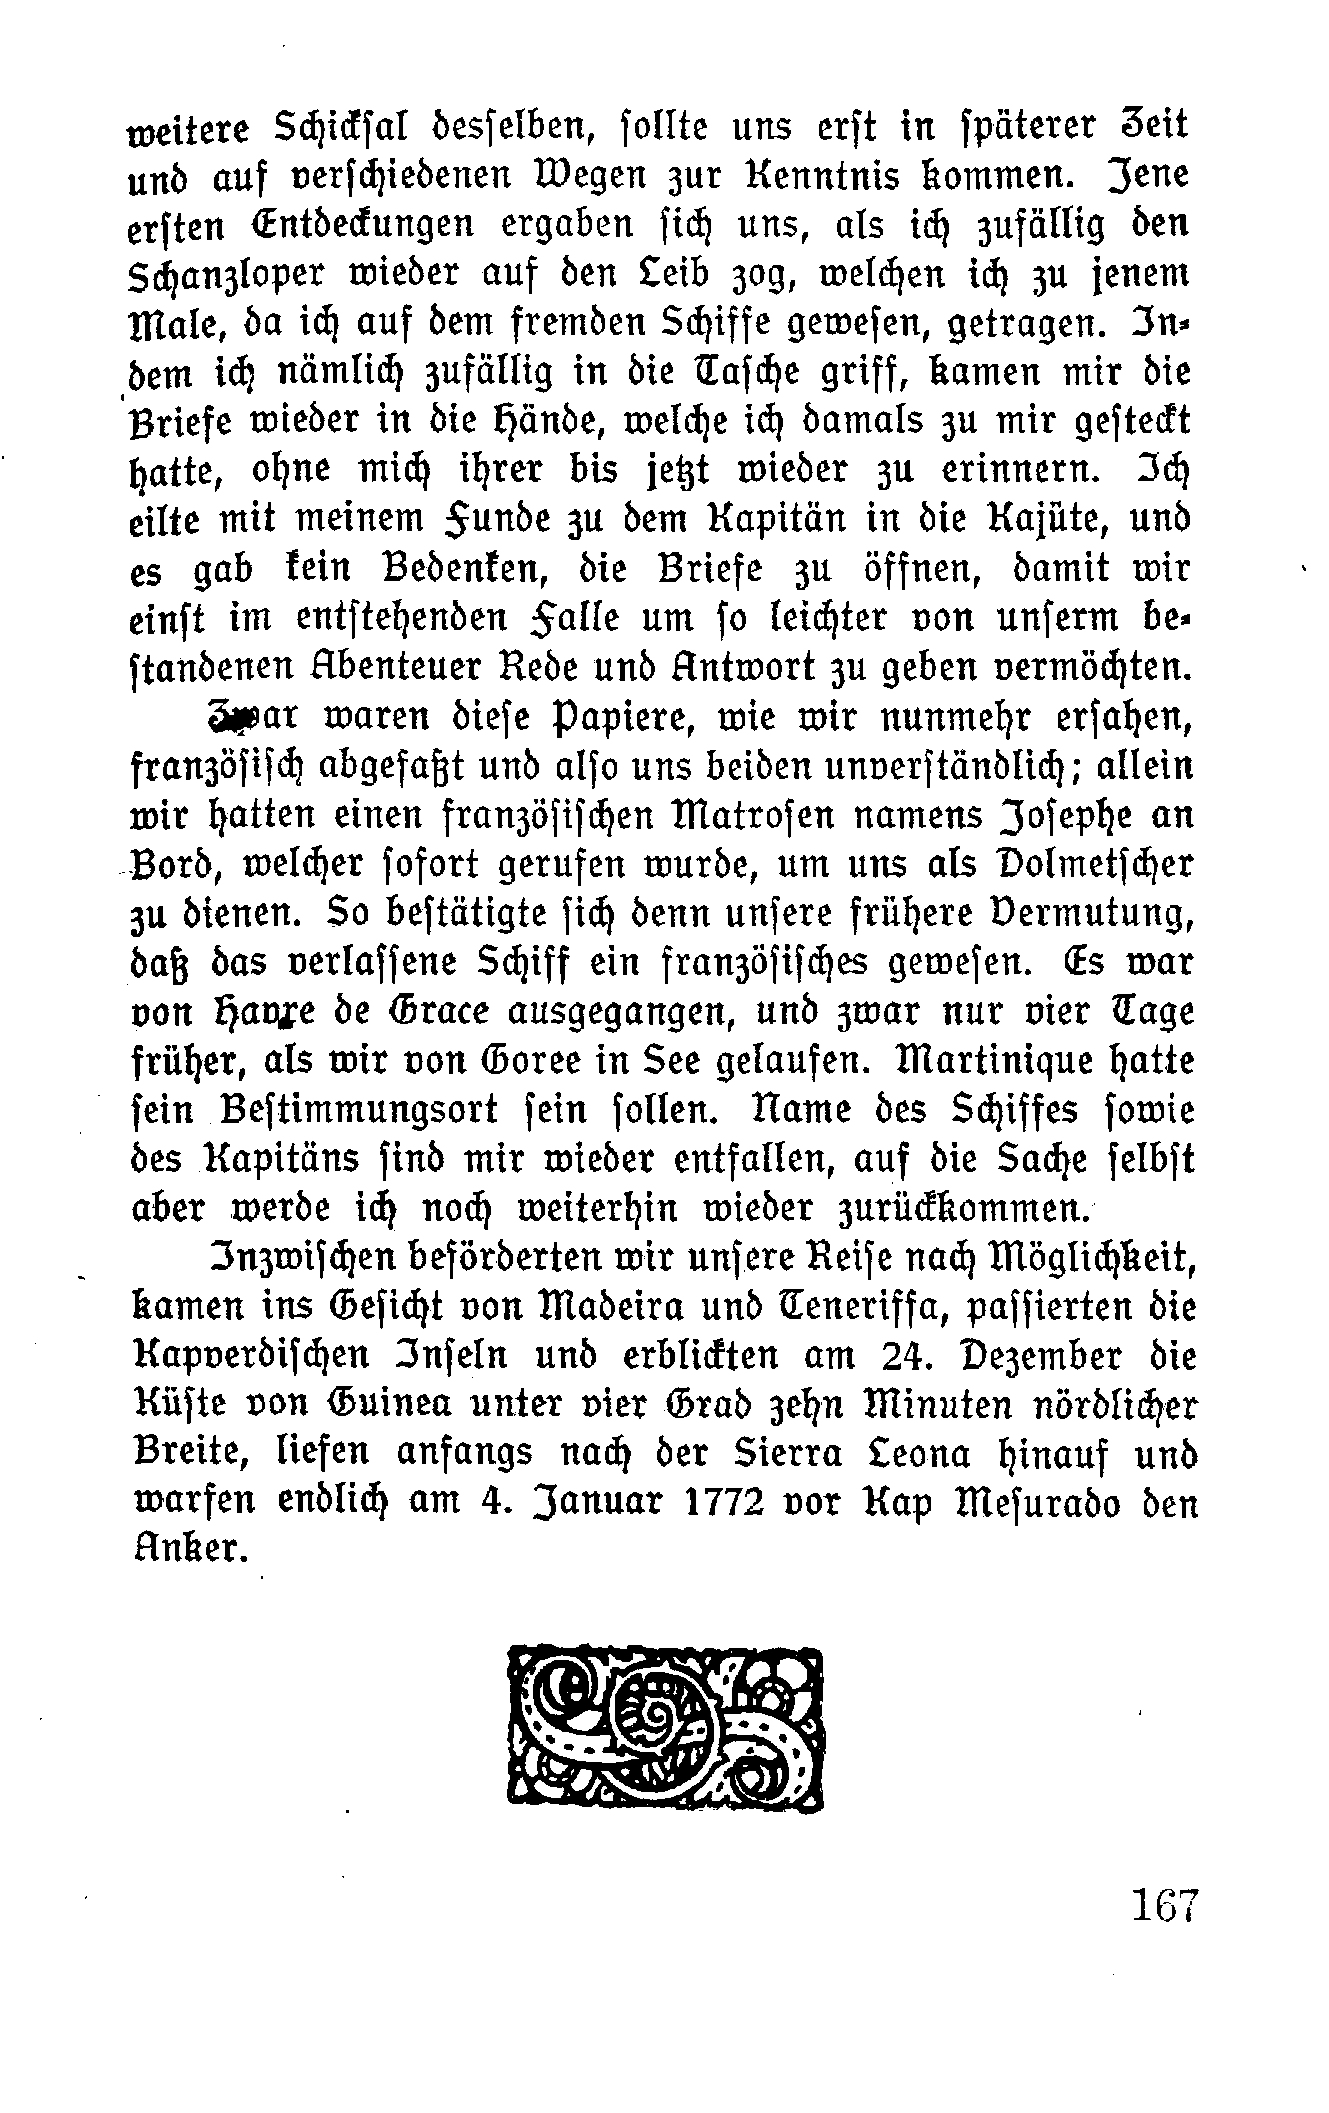 weitere Schicksal desselben, sollte uns erst in späterer Zeit
und auf verschiedenen Wegen zur Kenntnis kommen. Jene
ersten Entdeckungen ergaben sich uns, als ich zufällig den
Schanzloper wieder auf den Leib zog, welchen ich zu jenem
Male, da ich auf dem fremden Schiffe gewesen, getragen. In-
dem ich nämlich zufällig in die Tasche griff, kamen mir die
Briefe wieder in die Hände, welche ich damals zu mir gesteckt
hatte, ohne mich ihrer bis jetzt wieder zu erinnern. Ich
eilte mit meinem Funde zu dem Kapitän in die Kajüte, und
es gab kein Bedenken, die Briefe zu öffnen, damit wir
einst im entstehenden Falle um so leichter von unserm be-
standenen Abenteuer Rede und Antwort zu geben vermöchten.
Zwar waren diese Papiere, wie wir nunmehr ersahen,
französisch abgefaßt und also uns beiden unverständlich; allein
wir hatten einen französischen Matrosen namens Josephe an
Bord, welcher sofort gerufen wurde, um uns als Dolmetscher
zu dienen. So bestätigte sich denn unsere frühere Vermutung,
daß das verlassene Schiff ein französisches gewesen. Es war
von Havre de Grace ausgegangen, und zwar nur vier Tage
früher, als wir von Goree in See gelaufen. Martinique hatte
sein Bestimmungsort sein sollen. Name des Schiffes sowie
des Kapitäns sind mir wieder entfallen, auf die Sache selbst
aber werde ich noch weiterhin wieder zurückkommen.
Inzwischen beförderten wir unsere Reise nach Möglichkeit,
kamen ins Gesicht von Madeira und Teneriffa, passierten die
Kapverdischen Inseln und erblickten am 24. Dezember die
Küste von Guinea unter vier Grad zehn Minuten nördlicher
Breite, liefen anfangs nach der Sierra Leona hinauf und
warfen endlich am 4. Januar 1772 vor Kap Mesurado den
Anker.
167